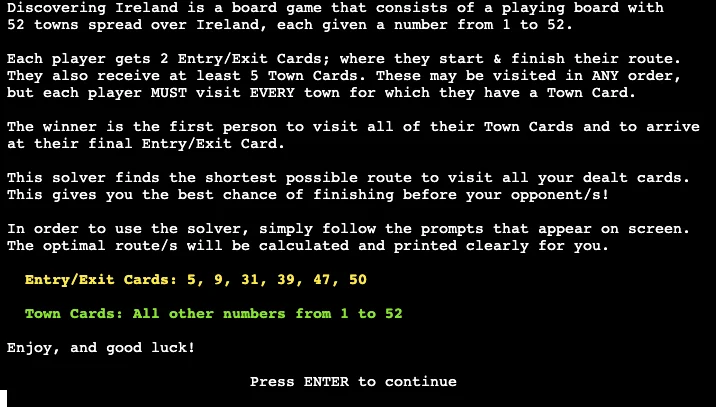 Discovering Ireland is a board game that consists of a playing board with
52 towns spread over Ireland, each given a number from 1 to 52.
Each player gets 2 Entry/Exit Cards; where they start & finish their route.
They also receive at least 5 Town Cards. These may be visited in ANY order,
but each player MUST visit EVERY town for which they have a Town Card.
The winner is the first person to visit all of their Town Cards and to arrive
at their final Entry/Exit Card.
This solver finds the shortest possible route to visit all your dealt cards.
This gives you the best chance of finishing before your opponent/s!
In order to use the solver, simply follow the prompts that appear on screen.
The optimal route/s will be calculated and printed clearly for you.
Entry/Exit Cards: 5, 9, 31, 39, 47, 50
Town Cards: All other numbers from 1 to 52
Enjoy, and good luck!
Press ENTER to continue